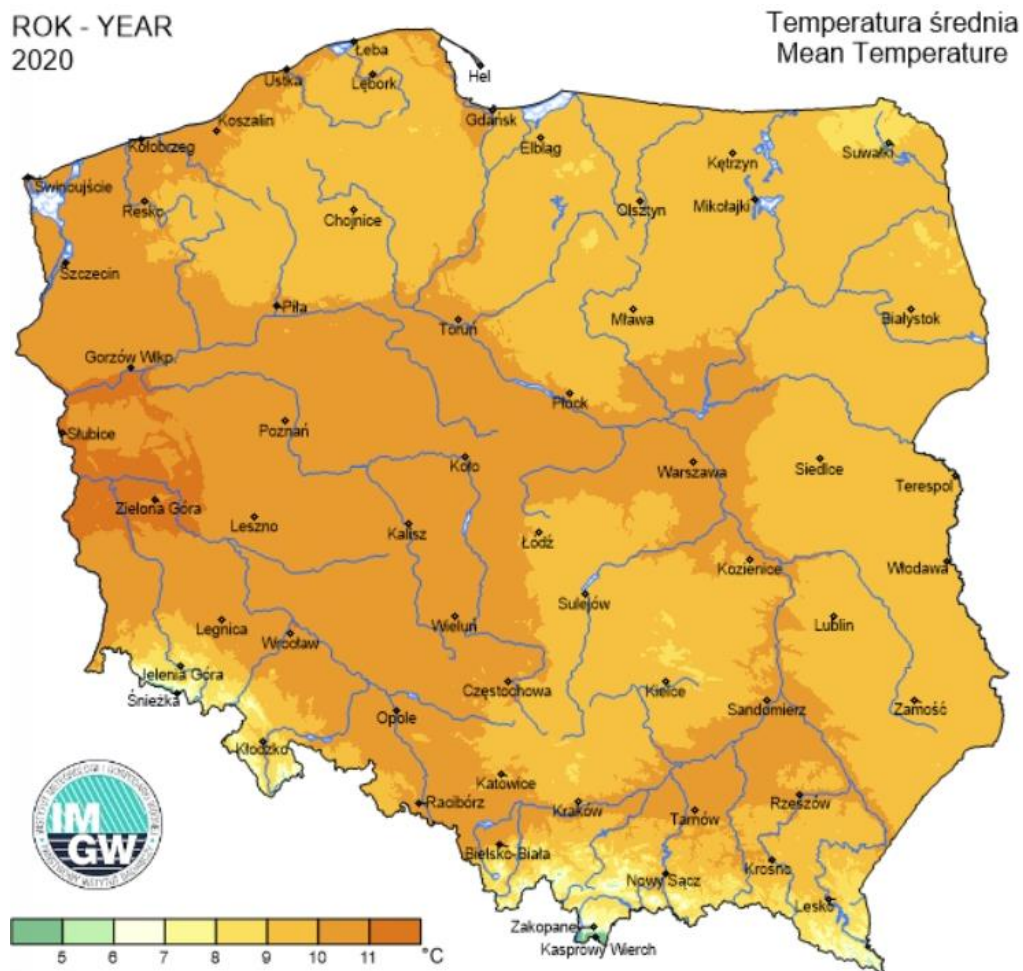 ROK - YEAR
2020
Temperatura średnia
Mean Temperature
Łeba
Hel
Ustka
Lębork
Gdańsk
Koszalin
Elbląg
Kołobrzeg
Kętrzyn
Suwałki
Świnoujście
Resko
Chojnice
Olsztyn
Mikołajki
Szczecin
Piła
Toruń
Mława
Białystok
Gorzów Wlkp.
Płock
Słubice
Poznań
Koło
Warszawa
Siedlce
Terespol
Zielona Góra
Leszno
Kalisz
Łódź
Kozienice
Włodawa
Sulejów
Legnica
Wrocław
Wieluń
Lublin
Jelenia Góra
Śnieżka
Częstochowa
Kielce
Sandomierz
Zamość
Opole
Kłodzko
Katowice
Racibórz
Kraków
Tarnów
Rzeszów
Bielsko-Biała
Nowy Sącz
Krosno
Lesko
Zakopane
Kasprowy Wierch
IM
GW
5 6 7 8 9 10 11 °C